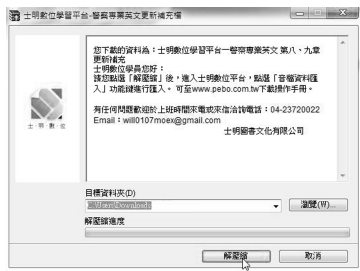 士明數位學習平台-警察專業英文更新補充檔
您下載的資料為：士明數位學習平台一警察專業英文 第八、九章
更新補充
士明數位學員您好：
請您點選「解壓縮」後，進入士明數位平台，點選「音檔資料匯
入」功能鍵進行匯入。 可至www.pebo.com.tw下載操作手冊。
有任何問題歡迎於上班時間來電或來信洽詢電話：04-23720022
Email：will0107moex@gmail.com
士明圖書文化有限公司
士‧明‧數‧位
目標資料夾(D)
C:\Users\Downloads
瀏覽(W)...
解壓縮進度
解壓縮
取消